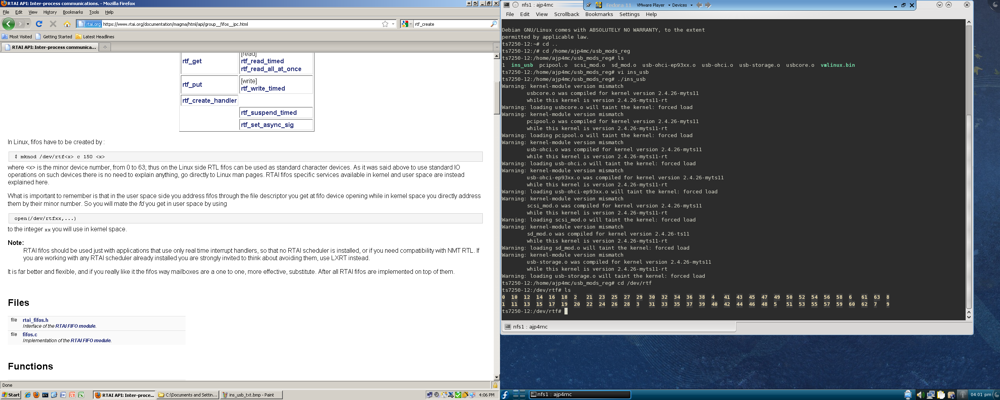 RTAI API: Inter-process communications. - Mozilla Firefox
File Edit View History Bookmarks Tools Help
rtai.org https://www.rtai.org/documentation/magma/html/api/group__fifos__ipc.html
rtf_create
Most Visited Getting Started Latest Headlines
RTAI API: Inter-process communica...
[read]
rtf_get rtf_read_timed
rtf_read_all_at_once
[write]
rtf_put rtf_write_timed
rtf_create_handler
rtf_suspend_timed
rtf_set_async_sig
In Linux, fifos have to be created by :
$ mknod /dev/rtf<x> c 150 <x>
where <x> is the minor device number, from 0 to 63; thus on the Linux side RTL fifos can be used as standard character devices. As it was said above to use standard IO
operations on such devices there is no need to explain anything, go directly to Linux man pages. RTAI fifos specific services available in kernel and user space are instead
explained here.
What is important to remember is that in the user space side you address fifos through the file descriptor you get at fifo device opening while in kernel space you directly address
them by their minor number. So you will mate the fd you get in user space by using
open(/dev/rtfxx,...)
to the integer xx you will use in kernel space.
Note:
RTAI fifos should be used just with applications that use only real time interrupt handlers, so that no RTAI scheduler is installed, or if you need compatibility with NMT RTL. If
you are working with any RTAI scheduler already installed you are strongly invited to think about avoiding them, use LXRT instead.
It is far better and flexible, and if you really like it the fifos way mailboxes are a one to one, more effective, substitute. After all RTAI fifos are implemented on top of them.
Files
file rtai_fifos.h
Interface of the RTAI FIFO module.
file fifos.c
Implementation of the RTAI FIFO module.
Functions
Done
Start
RTAI API: Inter-proce...
C:\Documents and Settin...
ins_usb_txt.bmp - Paint
4:06 PM
nfs1 : ajp4mc
Fedora 11 VMware Player Devices
File Edit View Scrollback Bookmarks Settings Help
Debian GNU/Linux comes with ABSOLUTELY NO WARRANTY, to the extent
permitted by applicable law.
ts7250-12:~# cd ..
ts7250-12:/# cd /home/ajp4mc/usb_mods_reg
ts7250-12:/home/ajp4mc/usb_mods_reg# ls
1 ins_usb pcipool.o scsi_mod.o sd_mod.o usb-ohci-ep93xx.o usb-ohci.o usb-storage.o usbcore.o vmlinux.bin
ts7250-12:/home/ajp4mc/usb_mods_reg# vi ins_usb
ts7250-12:/home/ajp4mc/usb_mods_reg# ./ins_usb
Warning: kernel-module version mismatch
usbcore.o was compiled for kernel version 2.4.26-myts11
while this kernel is version 2.4.26-myts11-rt
Warning: loading usbcore.o will taint the kernel: forced load
Warning: kernel-module version mismatch
pcipool.o was compiled for kernel version 2.4.26-myts11
while this kernel is version 2.4.26-myts11-rt
Warning: loading pcipool.o will taint the kernel: forced load
Warning: kernel-module version mismatch
usb-ohci.o was compiled for kernel version 2.4.26-myts11
while this kernel is version 2.4.26-myts11-rt
Warning: loading usb-ohci.o will taint the kernel: forced load
Warning: kernel-module version mismatch
usb-ohci-ep93xx.o was compiled for kernel version 2.4.26-myts11
while this kernel is version 2.4.26-myts11-rt
Warning: loading usb-ohci-ep93xx.o will taint the kernel: forced load
Warning: kernel-module version mismatch
scsi_mod.o was compiled for kernel version 2.4.26-myts11
while this kernel is version 2.4.26-myts11-rt
Warning: loading scsi_mod.o will taint the kernel: forced load
Warning: kernel-module version mismatch
sd_mod.o was compiled for kernel version 2.4.26-ts11
while this kernel is version 2.4.26-myts11-rt
Warning: loading sd_mod.o will taint the kernel: forced load
Warning: kernel-module version mismatch
usb-storage.o was compiled for kernel version 2.4.26-myts11
while this kernel is version 2.4.26-myts11-rt
Warning: loading usb-storage.o will taint the kernel: forced load
ts7250-12:/home/ajp4mc/usb_mods_reg# cd /dev/rtf
ts7250-12:/dev/rtf# ls
0 10 12 14 16 18 2 21 23 25 27 29 30 32 34 36 38 4 41 43 45 47 49 50 52 54 56 58 6 61 63 8
1 11 13 15 17 19 20 22 24 26 28 3 31 33 35 37 39 40 42 44 46 48 5 51 53 55 57 59 60 62 7 9
ts7250-12:/dev/rtf#
nfs1 : ajp4mc
nfs1 : ajp4mc
04:01 pm